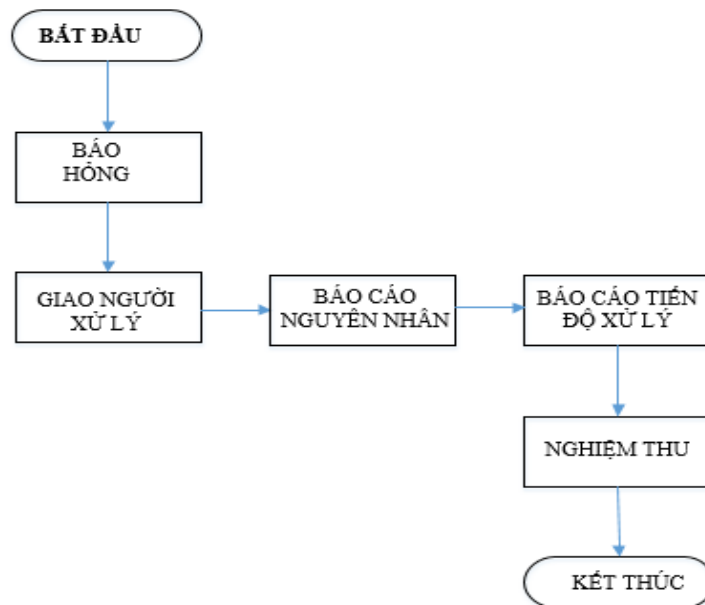 BẮT ĐẦU
BÁO
HỎNG
GIAO NGƯỜI
XỬ LÝ
BÁO CÁO
NGUYÊN NHÂN
BÁO CÁO TIẾN
ĐỘ XỬ LÝ
NGHIỆM THU
KẾT THÚC